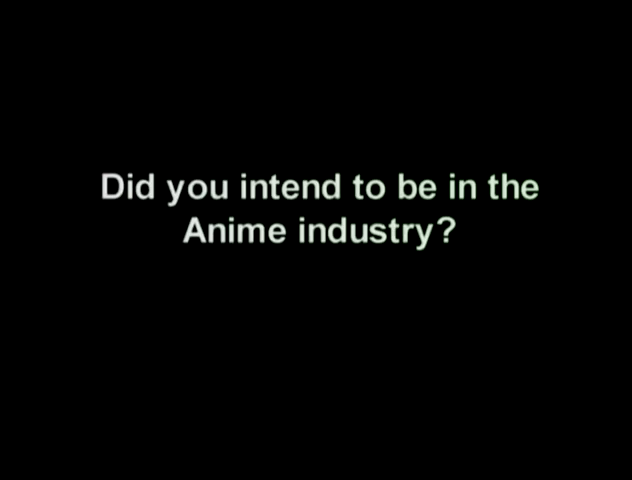 Did you intend to be in the
Anime industry?